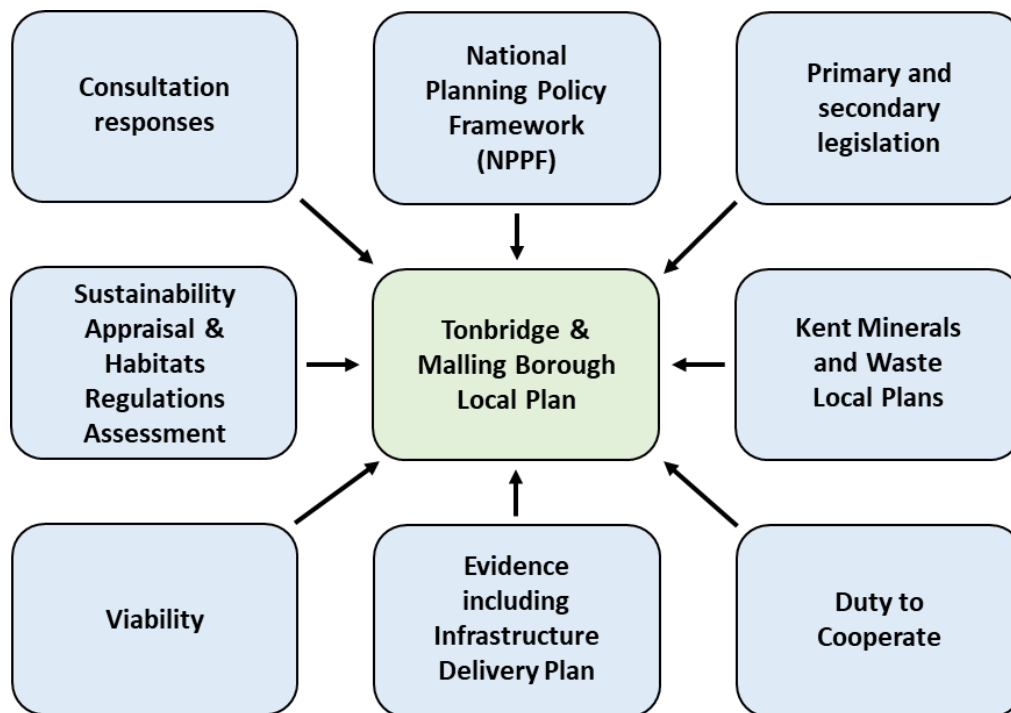 Consultation
responses
National
Planning Policy
Framework
(NPPF)
Primary and
secondary
legislation
Sustainability
Appraisal &
Habitats
Regulations
Assessment
Tonbridge &
Malling Borough
Local Plan
Kent Minerals
and Waste
Local Plans
Viability
Evidence
including
Infrastructure
Delivery Plan
Duty to
Cooperate